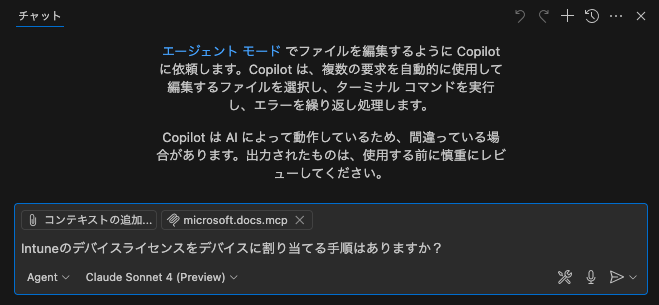 チャット
エージェント モード でファイルを編集するように Copilot
に依頼します。Copilot は、複数の要求を自動的に使用して
編集するファイルを選択し、ターミナル コマンドを実行
し、エラーを繰り返し処理します。
Copilot は AI によって動作しているため、間違っている場
合があります。出力されたものは、使用する前に慎重にレビ
ューしてください。
コンテキストの追加... microsoft.docs.mcp
Intuneのデバイスライセンスをデバイスに割り当てる手順はありますか？
Agent Claude Sonnet 4 (Preview)